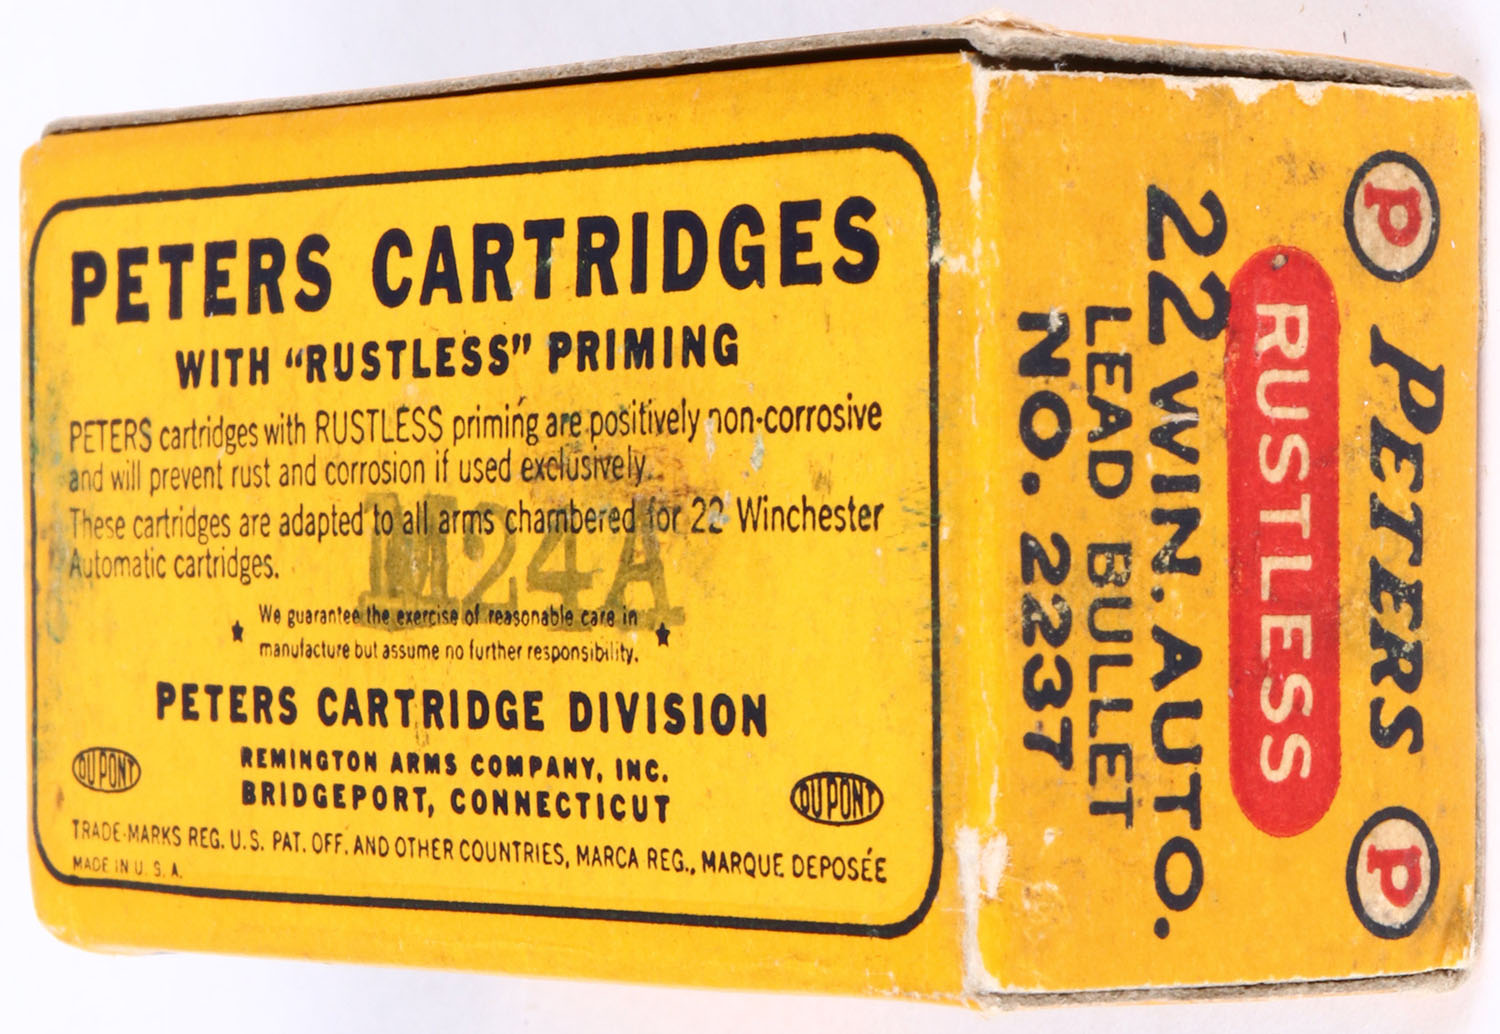 PETERS CARTRIDGES
WITH “RUSTLESS” PRIMING
PETERS cartridges with RUSTLESS priming are positively non-corrosive
and will prevent rust and corrosion if used exclusively.
These cartridges are adapted to all arms chambered for 22 Winchester
Automatic cartridges.
M24A
★ We guarantee the exercise of reasonable care in ★
manufacture but assume no further responsibility.
PETERS CARTRIDGE DIVISION
REMINGTON ARMS COMPANY, INC.
BRIDGEPORT, CONNECTICUT
DU PONT
DU PONT
TRADE-MARKS REG. U.S. PAT. OFF. AND OTHER COUNTRIES, MARCA REG., MARQUE DEPOSÉE
MADE IN U. S. A.
P PETERS P
RUSTLESS
22 WIN. AUTO.
LEAD BULLET
NO. 2237